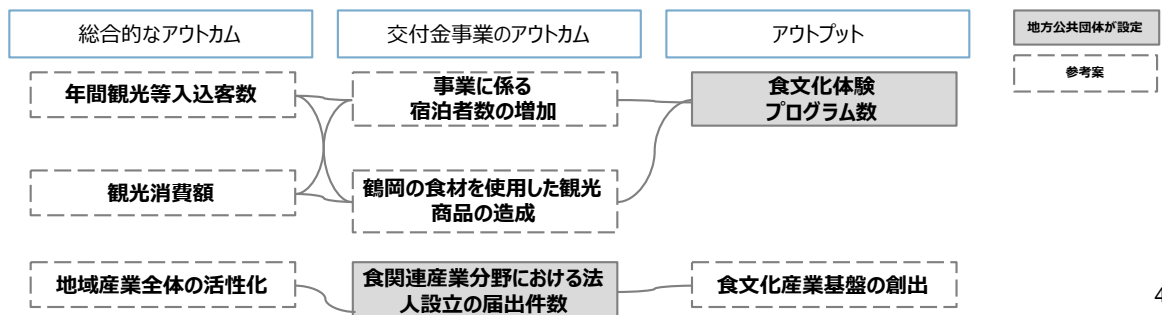 総合的なアウトカム
交付金事業のアウトカム
アウトプット
地方公共団体が設定
参考案
年間観光等入込客数
事業に係る
宿泊者数の増加
食文化体験
プログラム数
観光消費額
鶴岡の食材を使用した観光
商品の造成
地域産業全体の活性化
食関連産業分野における法
人設立の届出件数
食文化産業基盤の創出
4